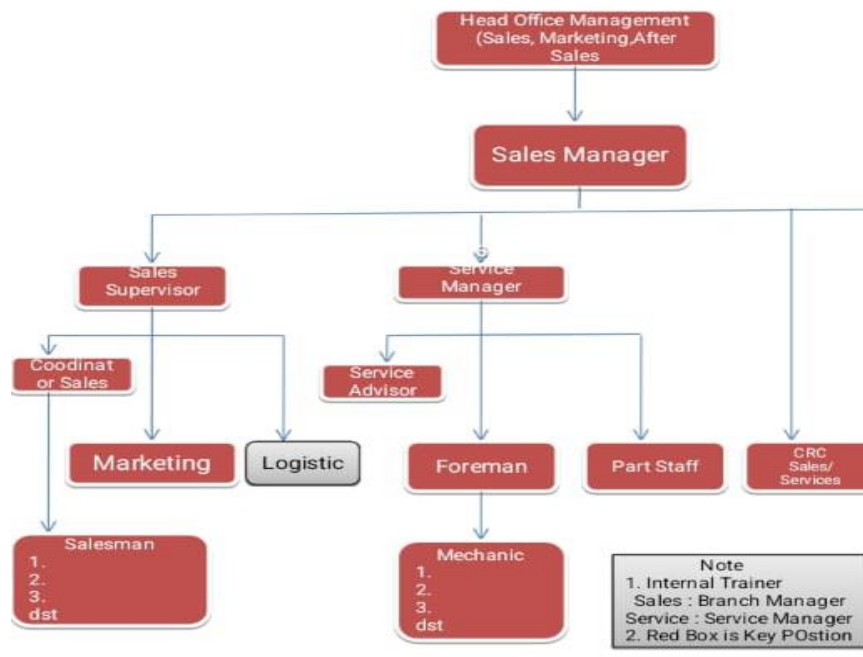 Head Office Management
(Sales, Marketing,After
Sales
Sales Manager
Sales
Supervisor
Service
Manager
Coodinat
or Sales
Service
Advisor
Marketing
Logistic
Foreman
Part Staff
CRC
Sales/
Services
Salesman
1.
2.
3.
dst
Mechanic
1.
2.
3.
dst
Note
1. Internal Trainer
Sales : Branch Manager
Service : Service Manager
2. Red Box is Key POstion